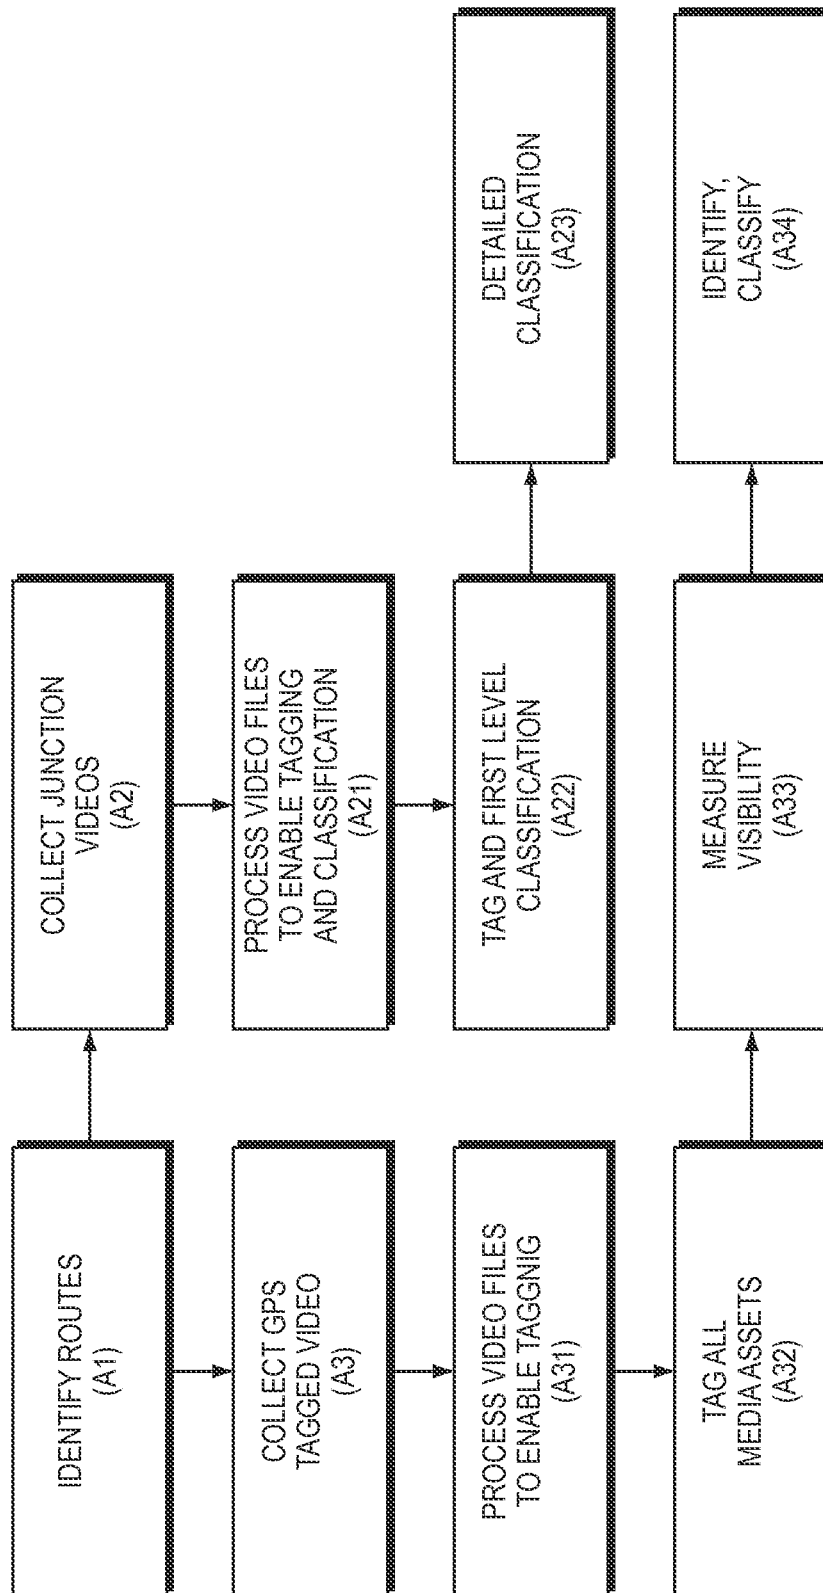 IDENTIFY ROUTES
(A1)
COLLECT JUNCTION
VIDEOS
(A2)
COLLECT GPS
TAGGED VIDEO
(A3)
PROCESS VIDEO FILES
TO ENABLE TAGGING
AND CLASSIFICATION
(A21)
PROCESS VIDEO FILES
TO ENABLE TAGGNIG
(A31)
TAG AND FIRST LEVEL
CLASSIFICATION
(A22)
DETAILED
CLASSIFICATION
(A23)
TAG ALL
MEDIA ASSETS
(A32)
MEASURE
VISIBILITY
(A33)
IDENTIFY,
CLASSIFY
(A34)